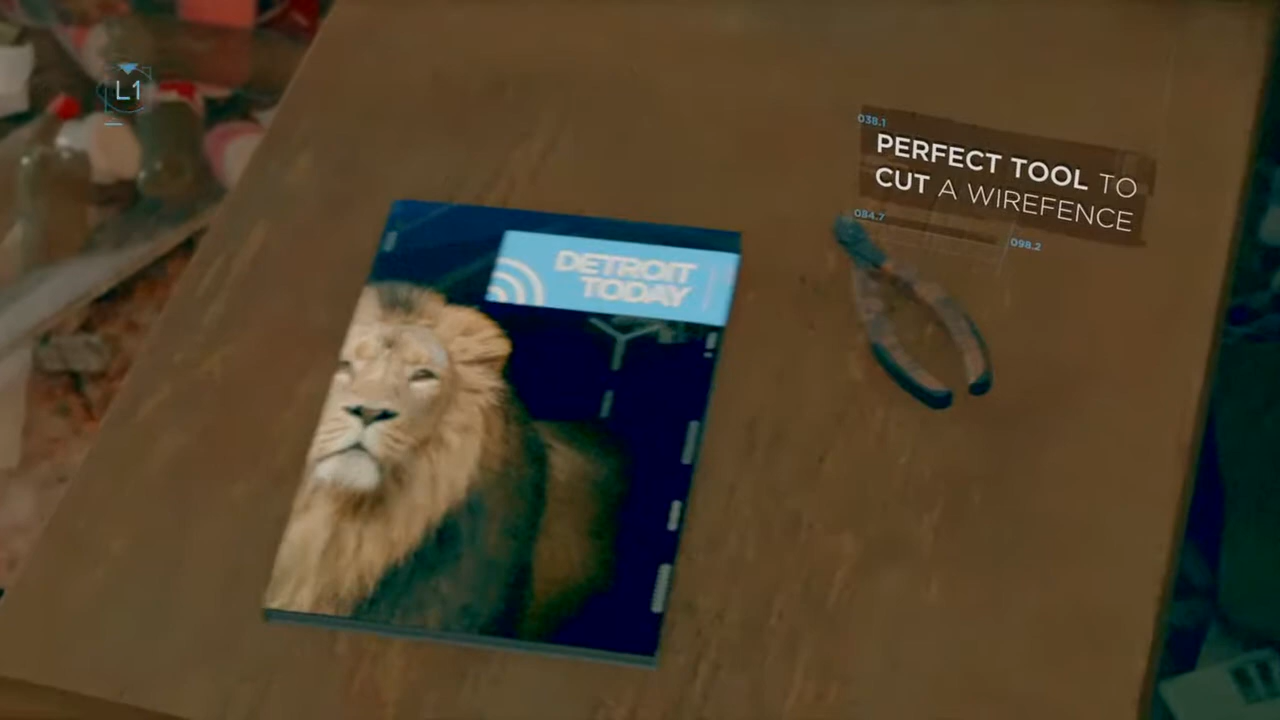 L1
038.1
PERFECT TOOL TO
CUT A WIREFENCE
084.7
098.2
DETROIT
TODAY